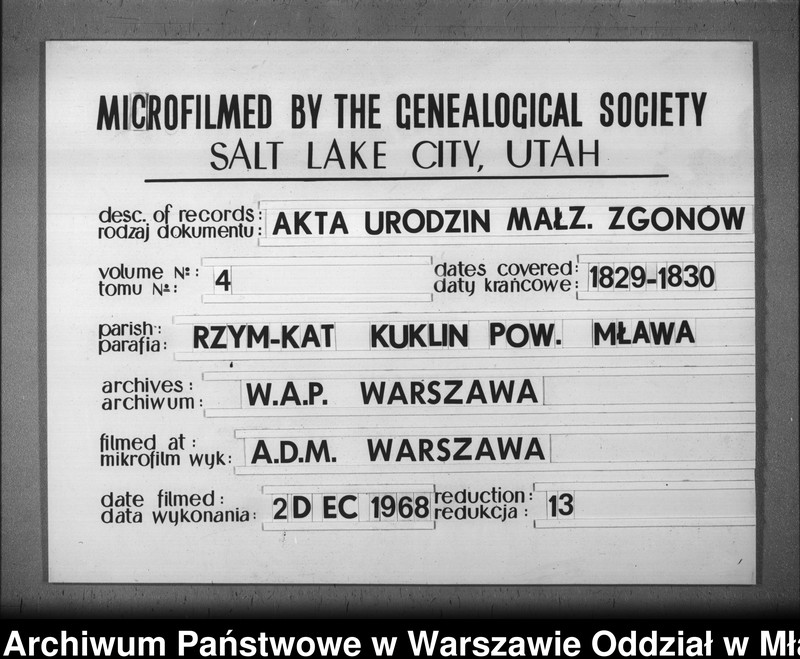 MICROFILMED BY THE GENEALOGICAL SOCIETY
SALT LAKE CITY, UTAH
desc. of records:
rodzaj dokumentu: AKTA URODZIN MAŁZ. ZGONÓW
volume №:
tomu №: 4
dates covered:
daty krańcowe: 1829-1830
parish:
parafia: RZYM-KAT KUKLIN POW. MŁAWA
archives:
archiwum: W.A.P. WARSZAWA
filmed at:
mikrofilm wyk: A.D.M. WARSZAWA
date filmed:
data wykonania: 2 DEC 1968
reduction:
redukcja: 13
Archiwum Państwowe w Warszawie Oddział w Mła